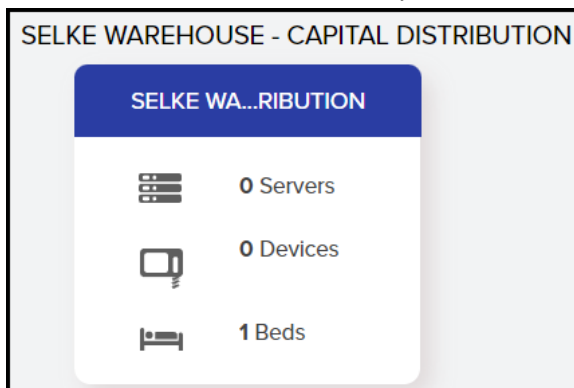 SELKE WAREHOUSE - CAPITAL DISTRIBUTION
SELKE WA...RIBUTION
0 Servers
0 Devices
1 Beds